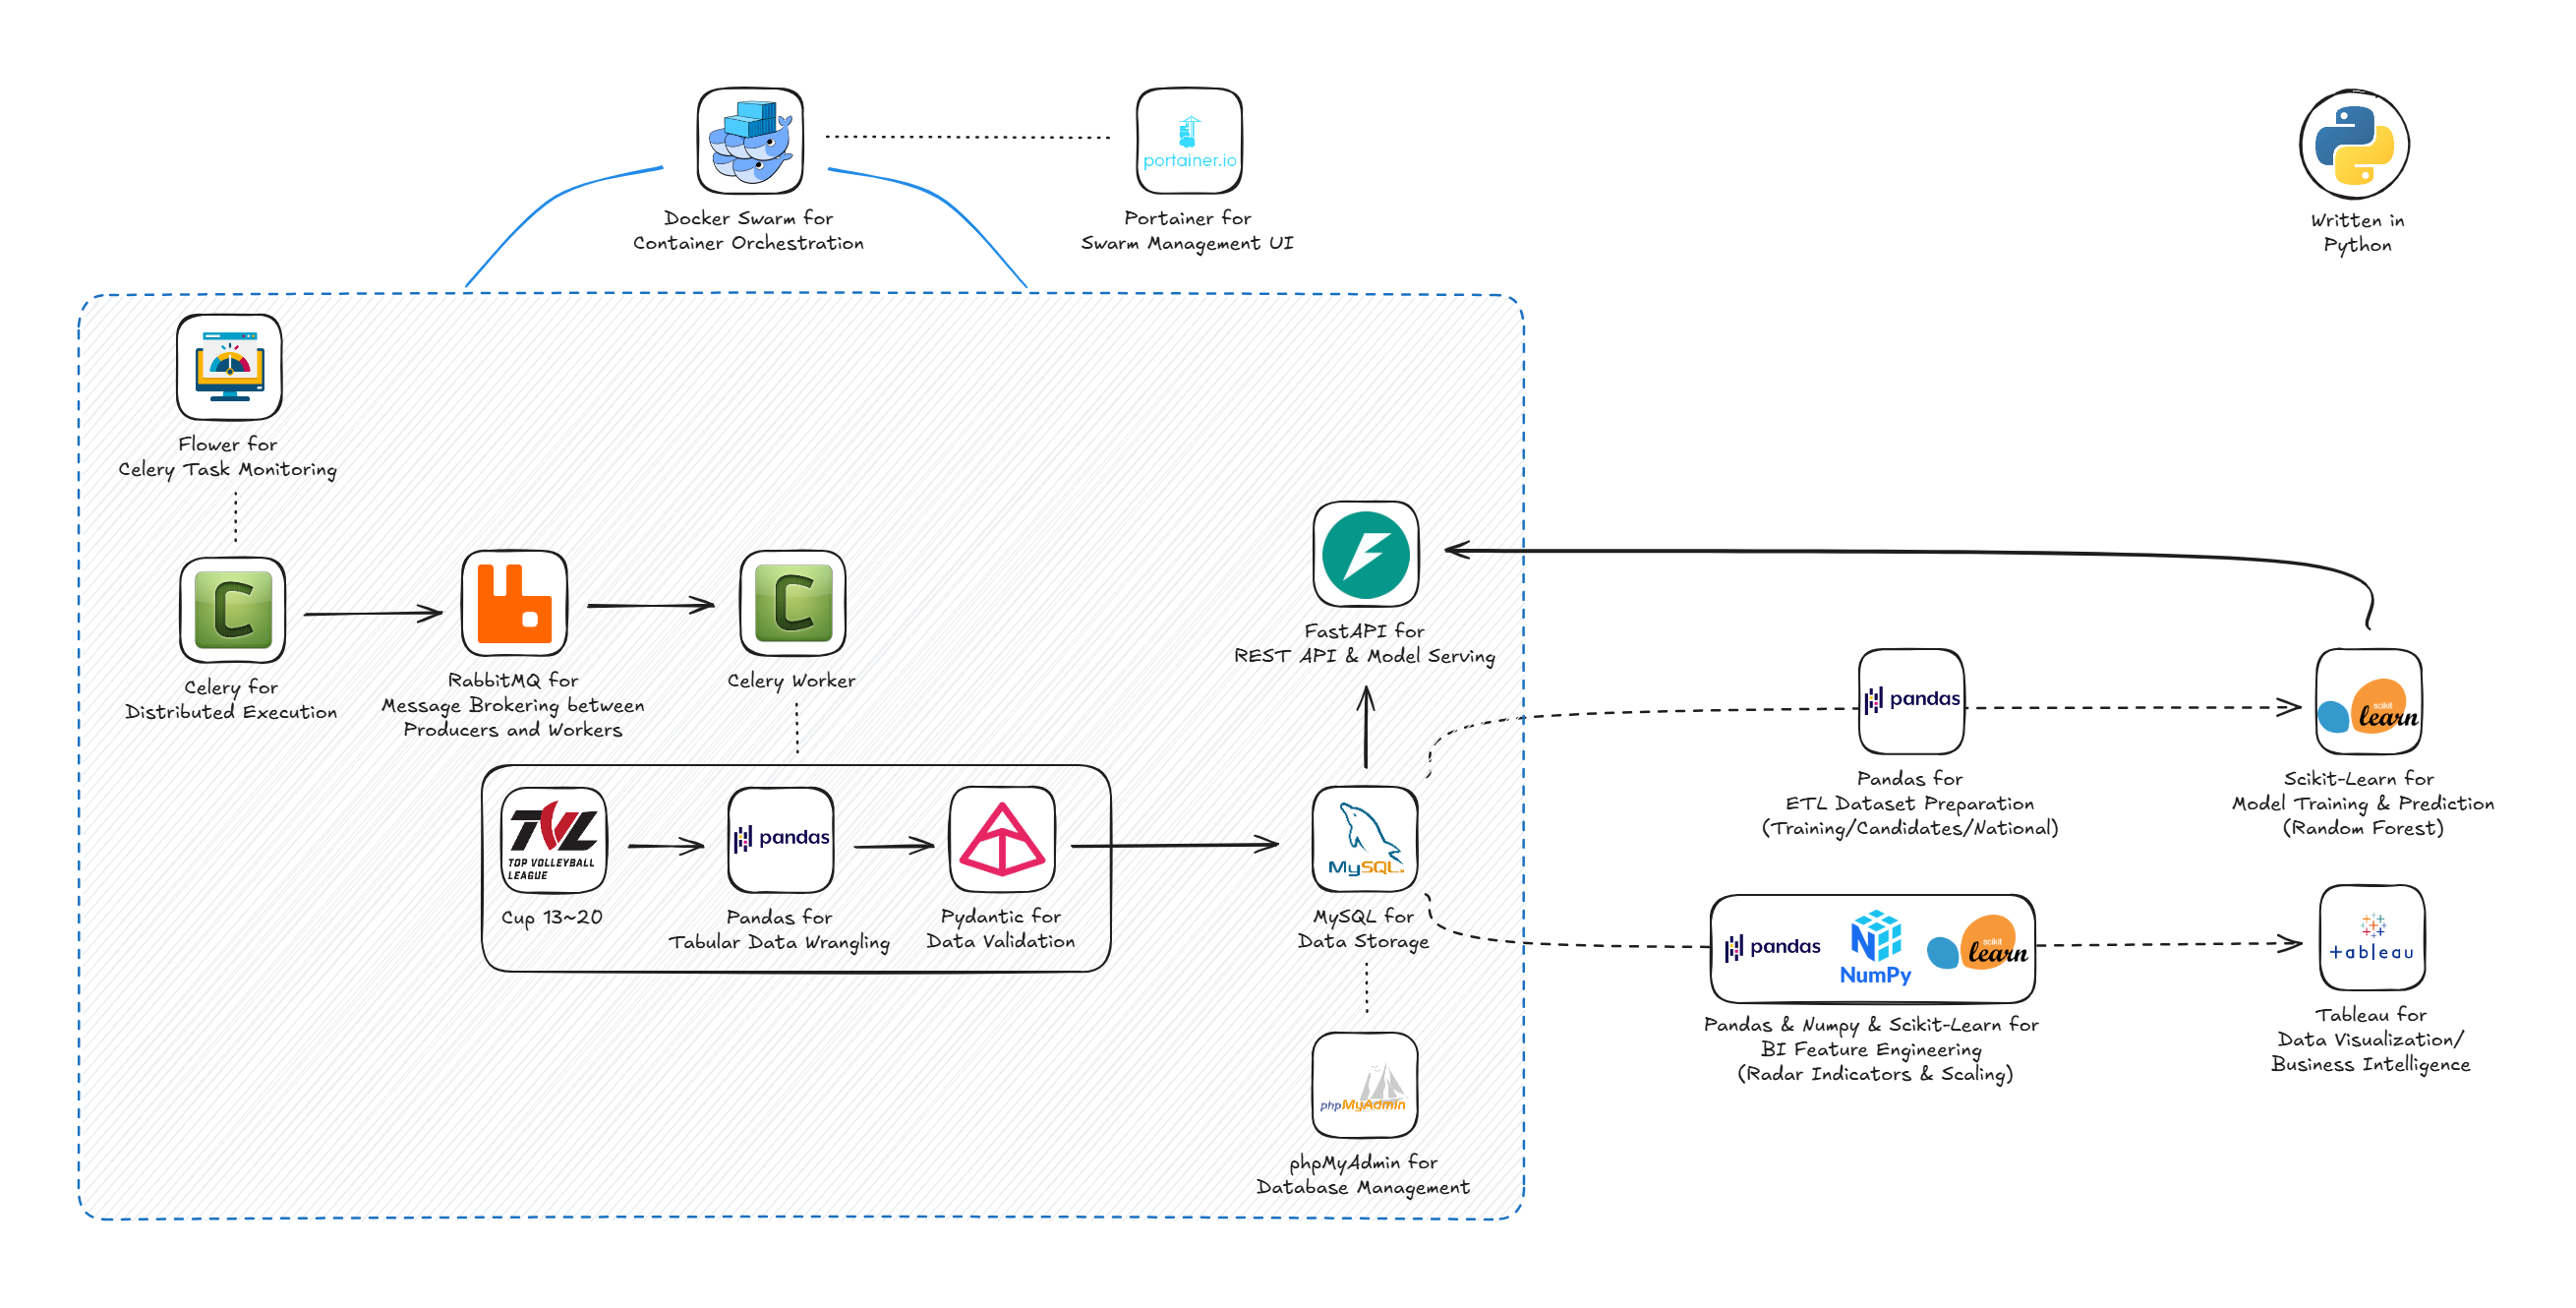 portainer.io
Docker Swarm for
Container Orchestration
Portainer for
Swarm Management UI
Written in
Python
Flower for
Celery Task Monitoring
C
Celery for
Distributed Execution
RabbitMQ for
Message Brokering between
Producers and Workers
C
Celery Worker
FastAPI for
REST API & Model Serving
TVL
TOP VOLLEYBALL
LEAGUE
Cup 13~20
pandas
Pandas for
Tabular Data Wrangling
Pydantic for
Data Validation
MySQL
MySQL for
Data Storage
phpMyAdmin
phpMyAdmin for
Database Management
pandas
Pandas for
ETL Dataset Preparation
(Training/Candidates/National)
scikit
learn
Scikit-Learn for
Model Training & Prediction
(Random Forest)
pandas
NumPy
scikit
learn
Pandas & Numpy & Scikit-Learn for
BI Feature Engineering
(Radar Indicators & Scaling)
+ableau
Tableau for
Data Visualization/
Business Intelligence